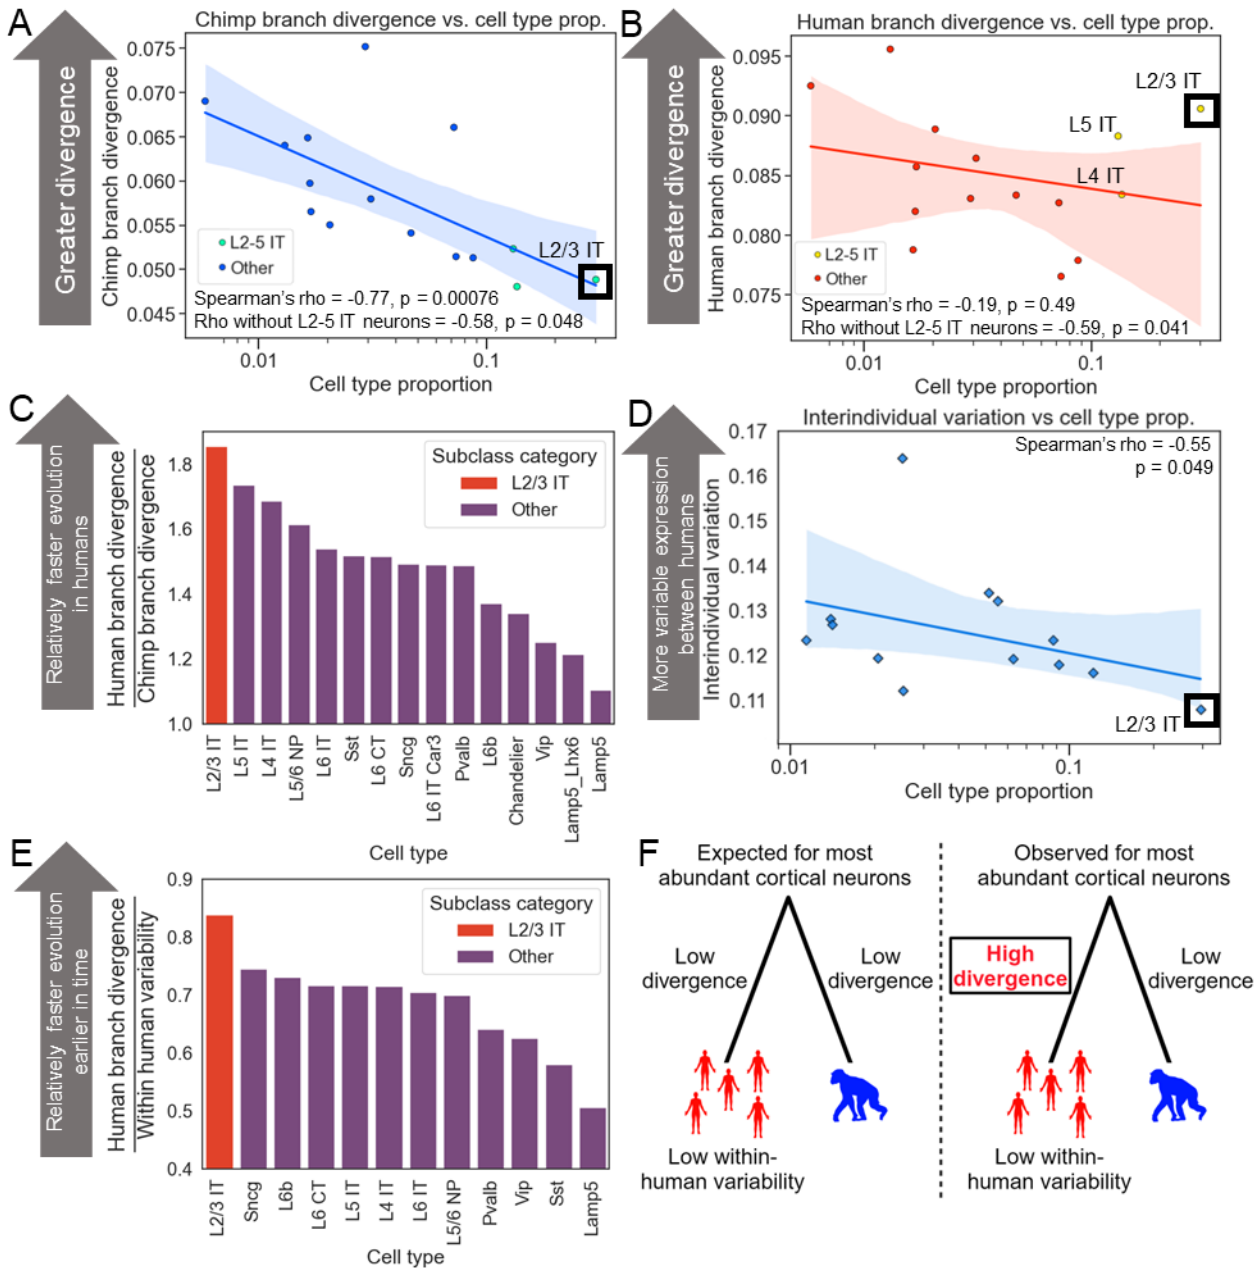 A
Greater divergence
Chimp branch divergence vs. cell type prop.
Chimp branch divergence
0.075
0.070
0.065
0.060
0.055
0.050
0.045
L2/3 IT
L2-5 IT
Other
Spearman's rho = -0.77, p = 0.00076
Rho without L2-5 IT neurons = -0.58, p = 0.048
0.01
0.1
Cell type proportion
B
Greater divergence
Human branch divergence vs. cell type prop.
Human branch divergence
0.095
0.090
0.085
0.080
0.075
L2/3 IT
L5 IT
L4 IT
L2-5 IT
Other
Spearman's rho = -0.19, p = 0.49
Rho without L2-5 IT neurons = -0.59, p = 0.041
0.01
0.1
Cell type proportion
C
Relatively faster evolution
in humans
Human branch divergence
Chimp branch divergence
1.8
1.6
1.4
1.2
1.0
Subclass category
L2/3 IT
Other
L2/3 IT
L5 IT
L4 IT
L5/6 NP
L6 IT
Sst
L6 CT
Sncg
L6 IT Car3
Pvalb
L6b
Chandelier
Vip
Lamp5_Lhx6
Lamp5
Cell type
D
More variable expression
between humans
Interindividual variation vs cell type prop.
Interindividual variation
0.17
0.16
0.15
0.14
0.13
0.12
0.11
Spearman's rho = -0.55
p = 0.049
L2/3 IT
0.01
0.1
Cell type proportion
E
Relatively faster evolution
earlier in time
Human branch divergence
Within human variability
0.9
0.8
0.7
0.6
0.5
0.4
Subclass category
L2/3 IT
Other
L2/3 IT
Sncg
L6b
L6 CT
L5 IT
L4 IT
L6 IT
L5/6 NP
Pvalb
Vip
Sst
Lamp5
Cell type
F
Expected for most
abundant cortical neurons
Low
divergence
Low
divergence
Low within-
human variability
Observed for most
abundant cortical neurons
High
divergence
Low
divergence
Low within-
human variability